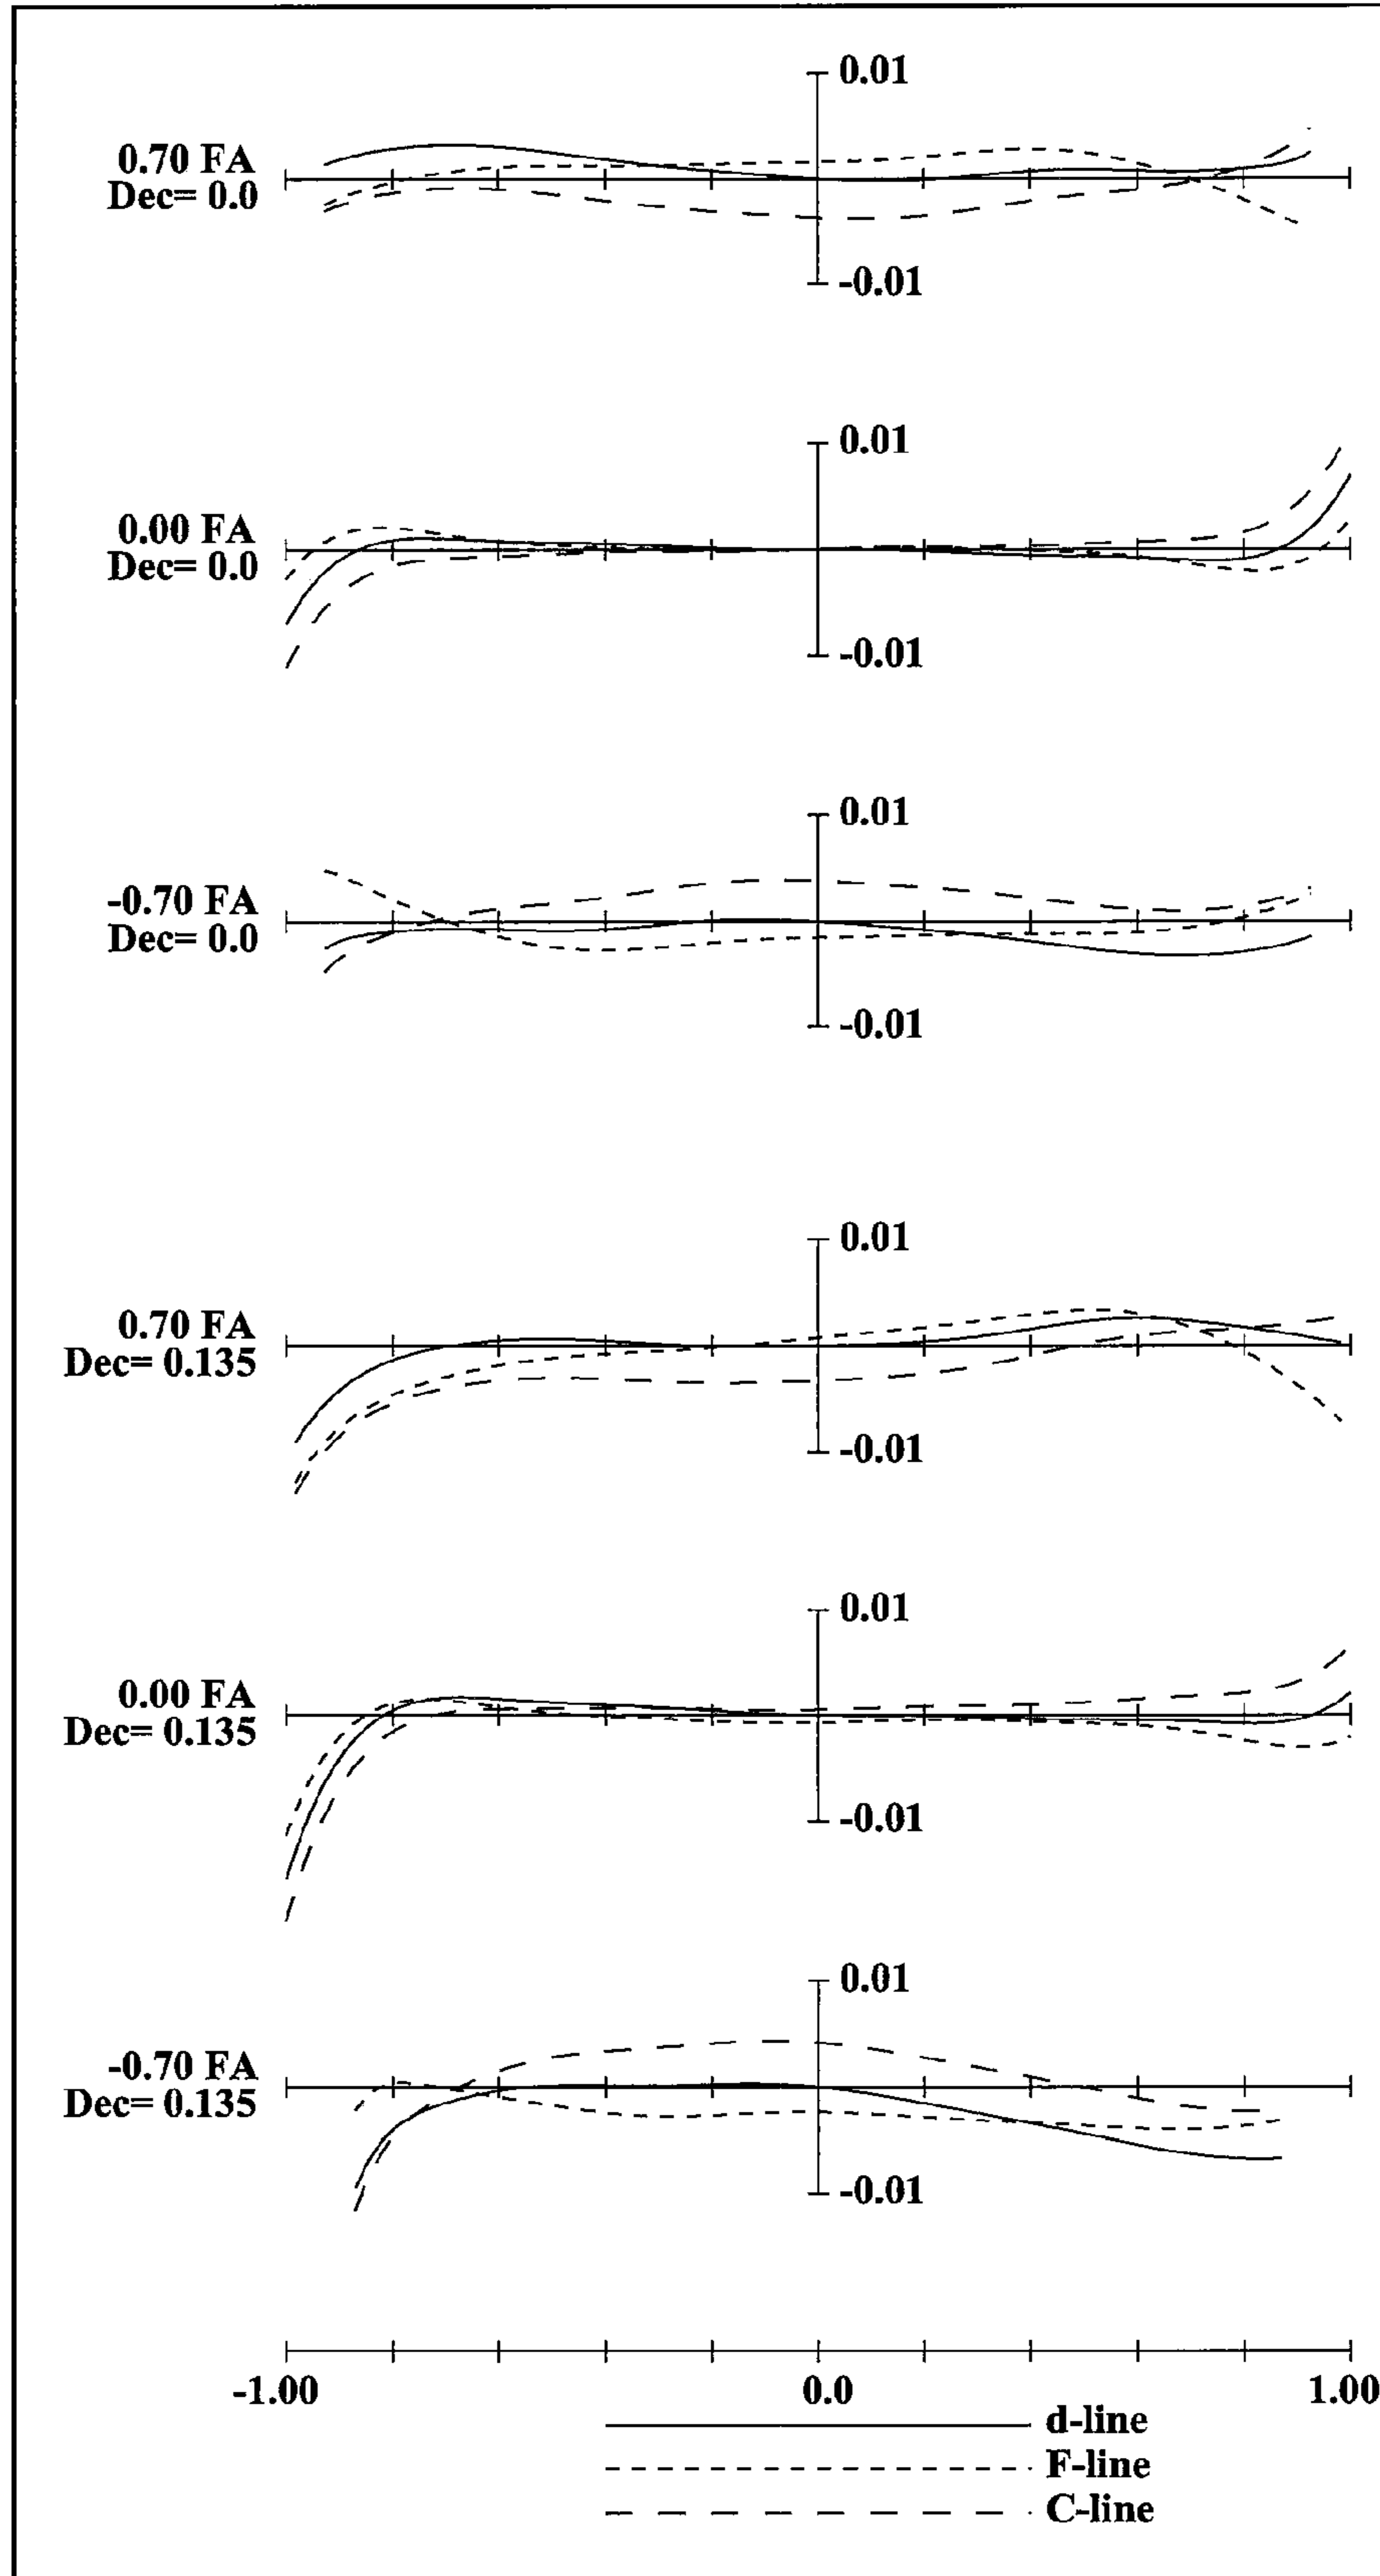 0.01
0.70 FA
Dec= 0.0
-0.01
0.01
0.00 FA
Dec= 0.0
-0.01
0.01
-0.70 FA
Dec= 0.0
-0.01
0.01
0.70 FA
Dec= 0.135
-0.01
0.01
0.00 FA
Dec= 0.135
-0.01
0.01
-0.70 FA
Dec= 0.135
-0.01
-1.00 0.0 1.00
d-line
F-line
C-line